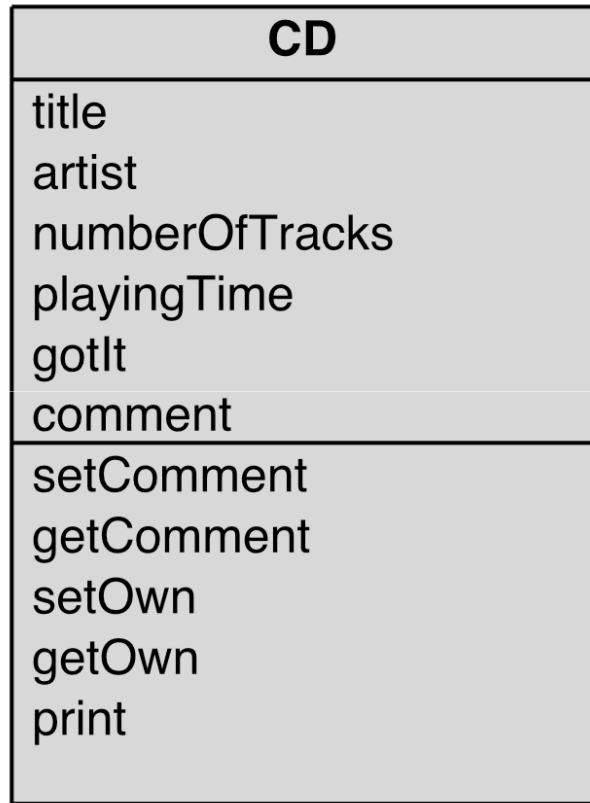 CD
title
artist
numberOfTracks
playingTime
gotIt
comment
setComment
getComment
setOwn
getOwn
print